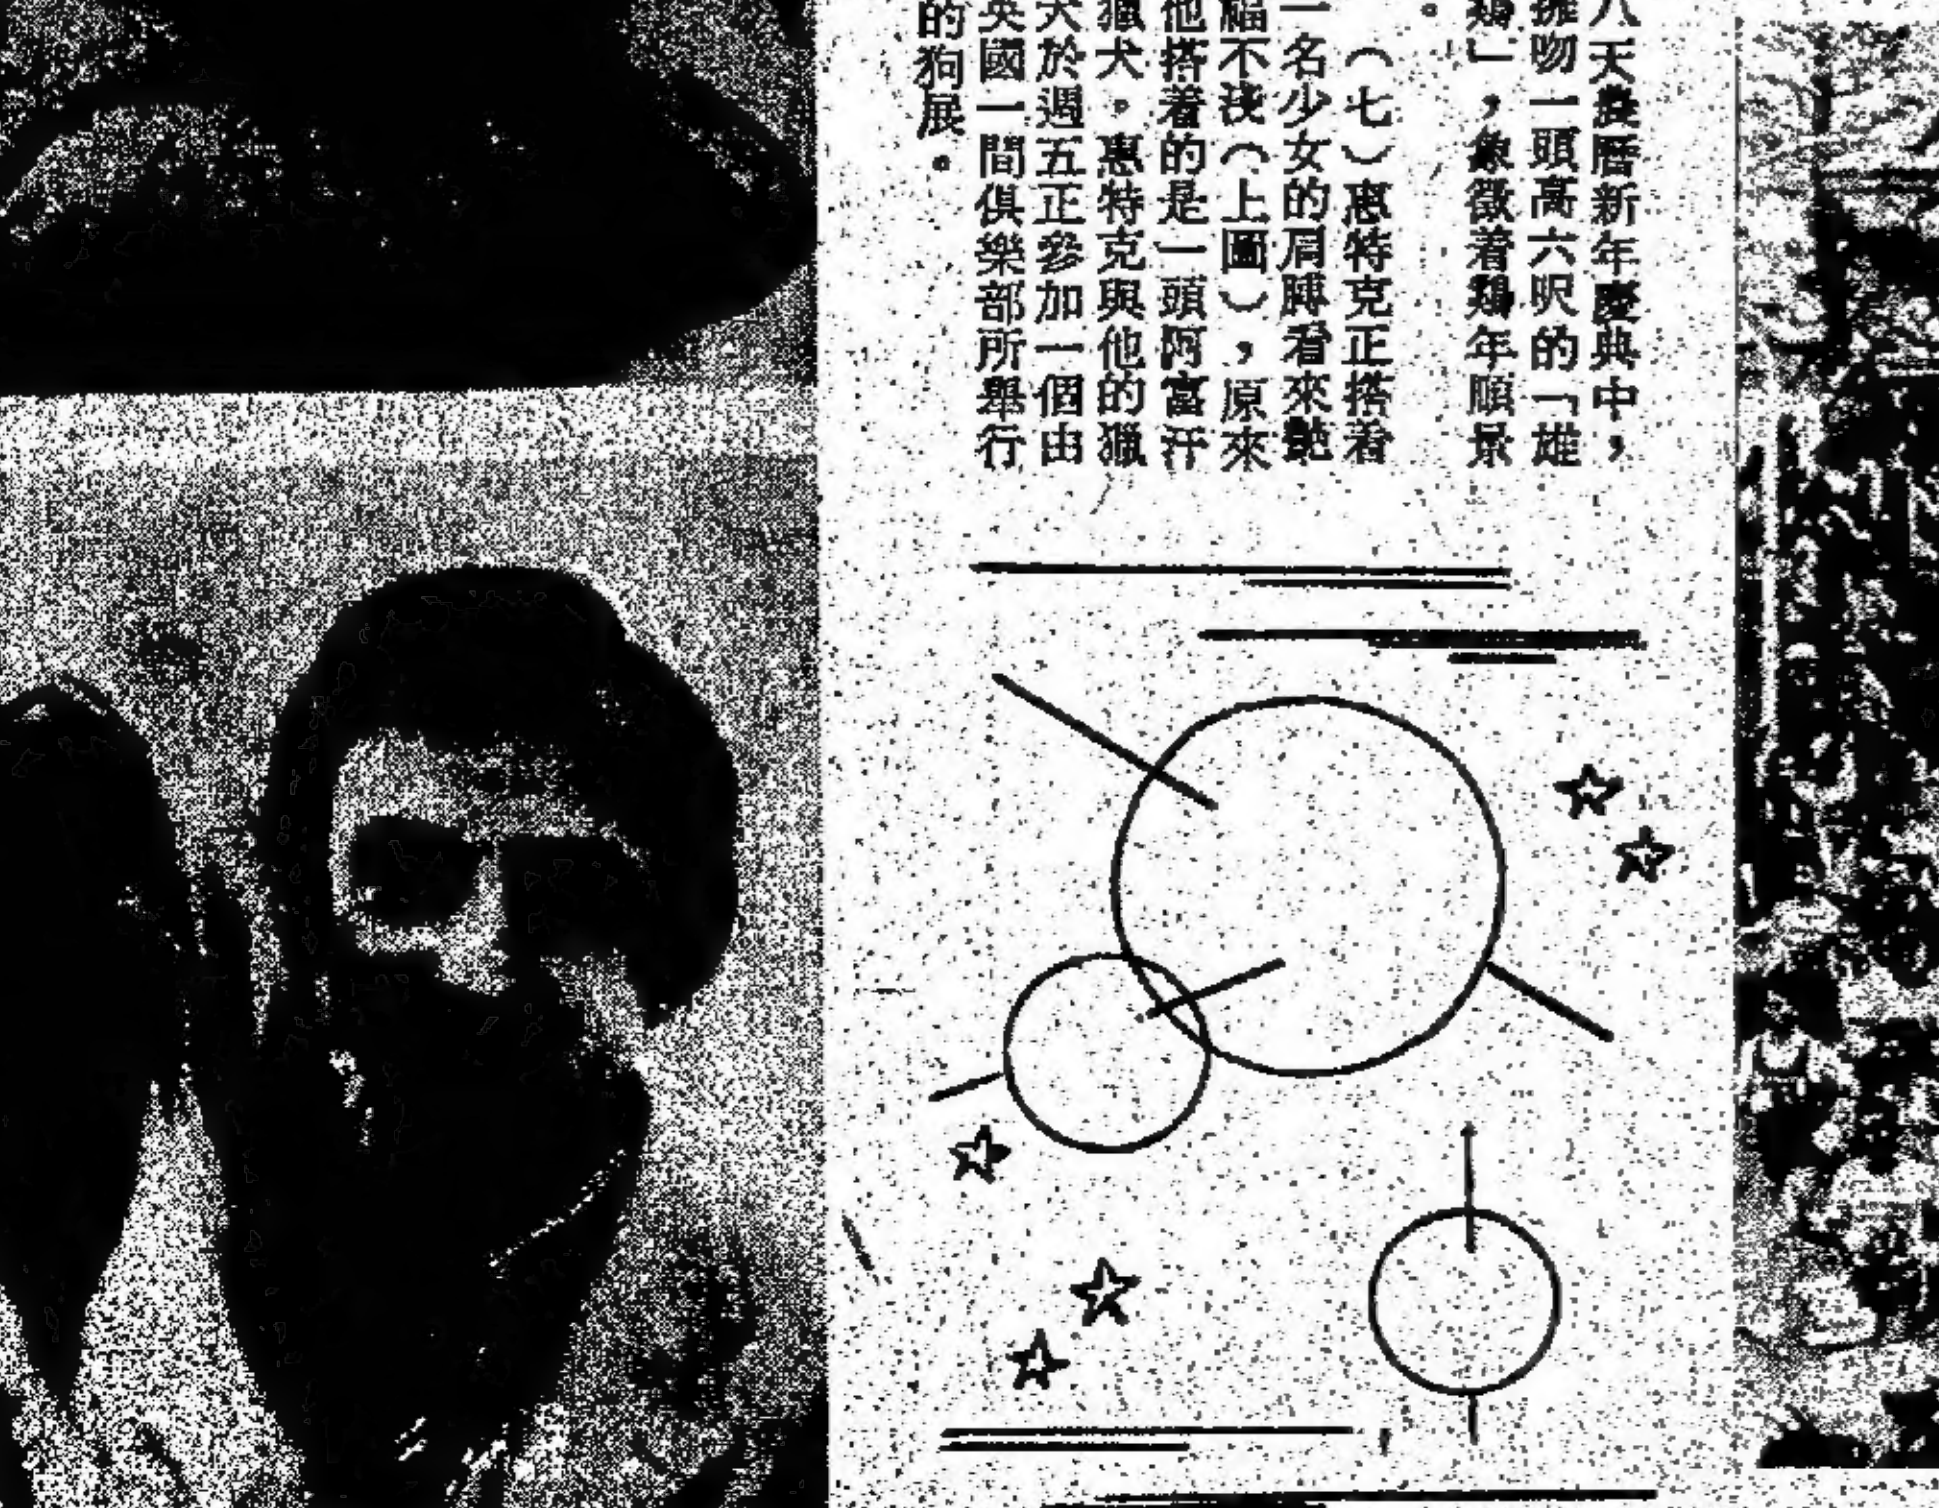 八天農曆新年慶典中，
擁吻一頭高六呎的「雄
鷄」，象徵着鷄年順景
。
（七）惠特克正搭着
一名少女的肩膊看來艷
福不淺（上圖），原來
他搭着的是一頭阿富汗
獵犬。惠特克與他的獵
犬於週五正參加一個由
英國一間俱樂部所舉行
的狗展。